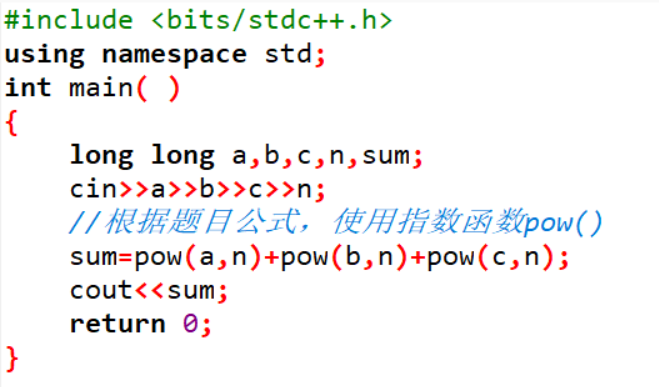 #include <bits/stdc++.h>
using namespace std;
int main( )
{
    long long a,b,c,n,sum;
    cin>>a>>b>>c>>n;
    //根据题目公式，使用指数函数pow()
    sum=pow(a,n)+pow(b,n)+pow(c,n);
    cout<<sum;
    return 0;
}